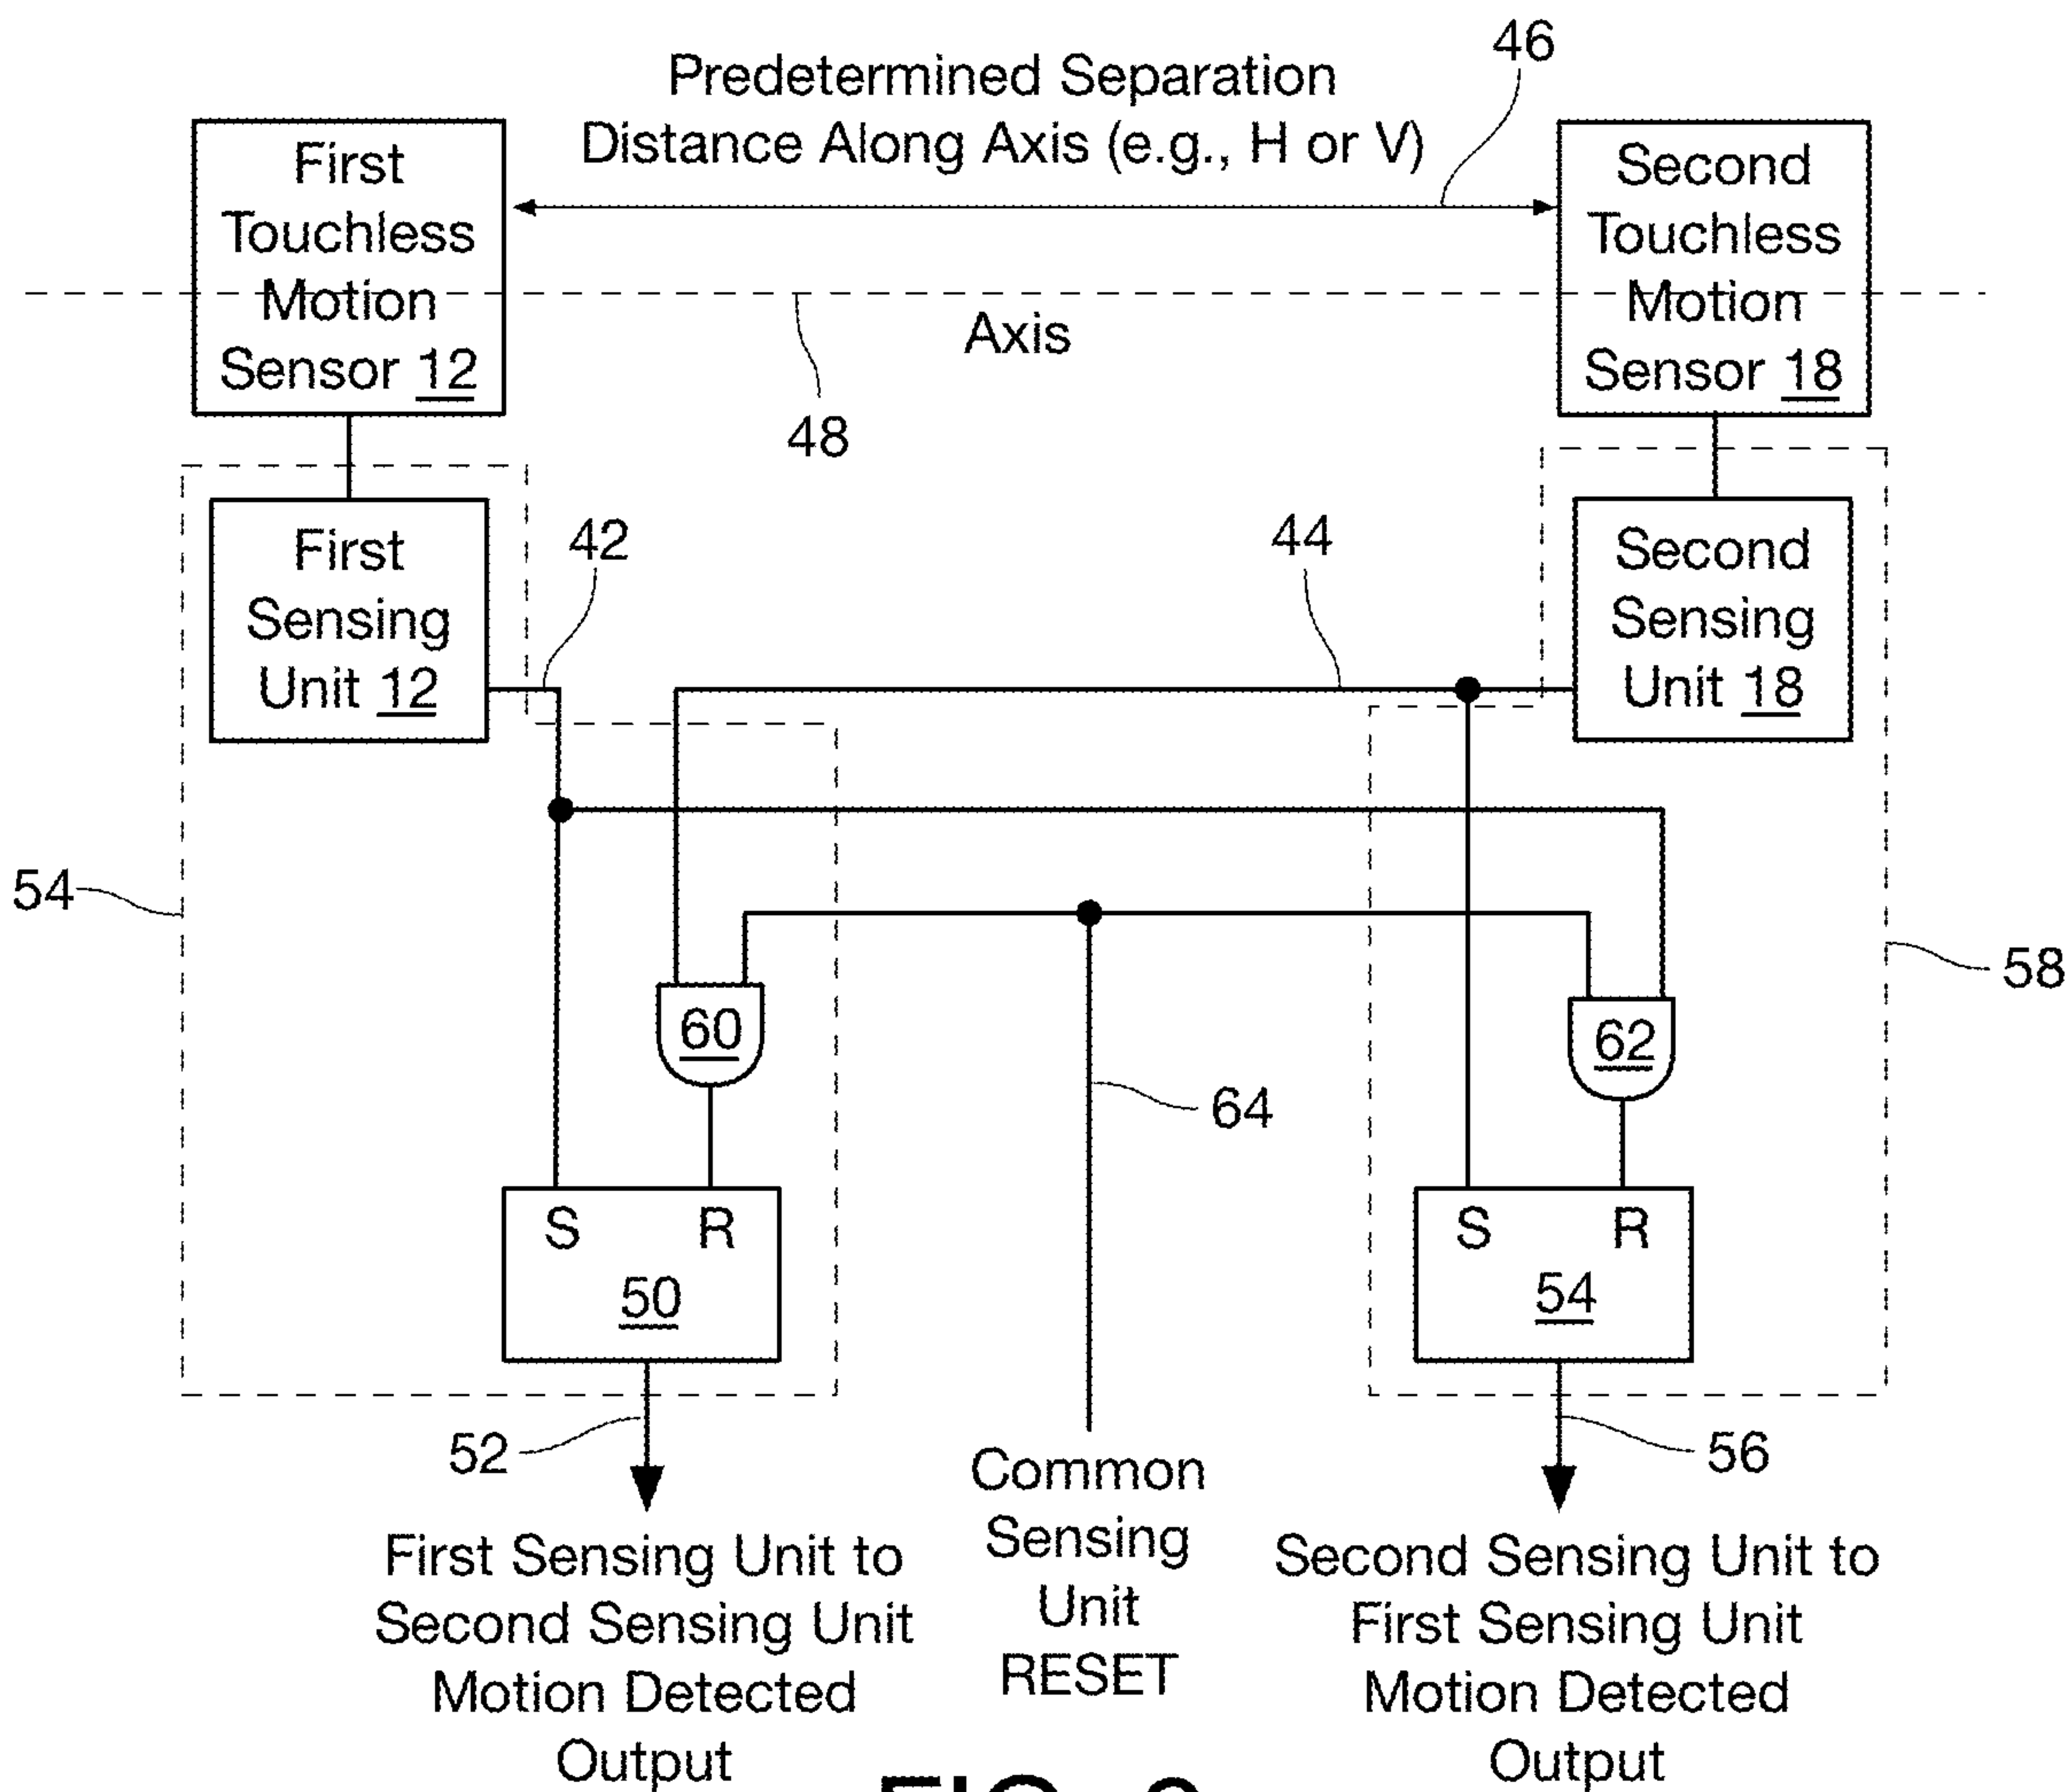 46
Predetermined Separation
Distance Along Axis (e.g., H or V)
First
Touchless
Motion
Sensor 12
Second
Touchless
Motion
Sensor 18
Axis
48
First
Sensing
Unit 12
42
44
Second
Sensing
Unit 18
54
58
60
62
64
S R
50
S R
54
52
56
First Sensing Unit to
Second Sensing Unit
Motion Detected
Output
Common
Sensing
Unit
RESET
Second Sensing Unit to
First Sensing Unit
Motion Detected
Output